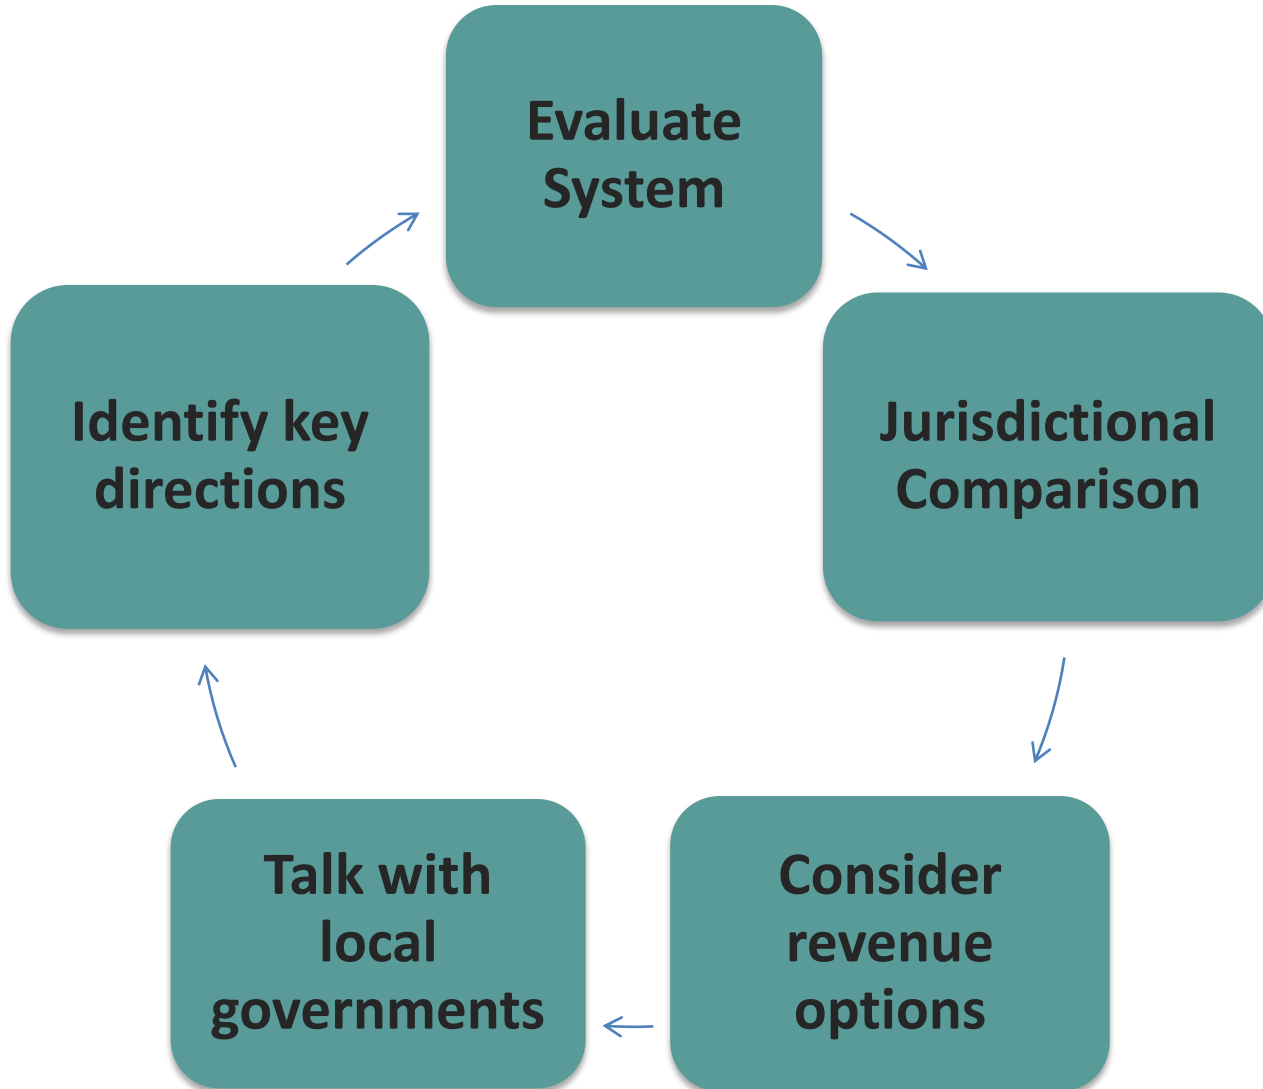 Evaluate
System
Jurisdictional
Comparison
Consider
revenue
options
Talk with
local
governments
Identify key
directions